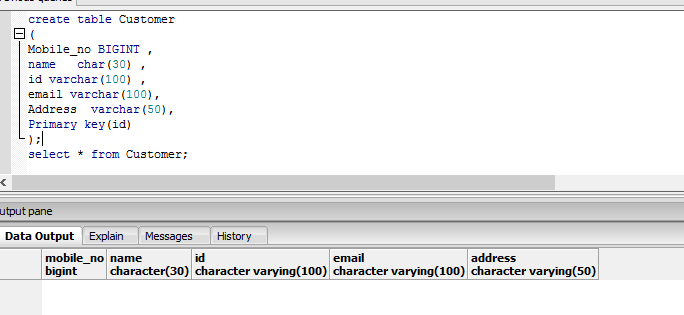 create table Customer
(
Mobile_no BIGINT ,
name   char(30) ,
id varchar(100) ,
email varchar(100),
Address  varchar(50),
Primary key(id)
);
select * from Customer;
utput pane
Data Output Explain Messages History
mobile_no name id email address
bigint character(30) character varying(100) character varying(100) character varying(50)